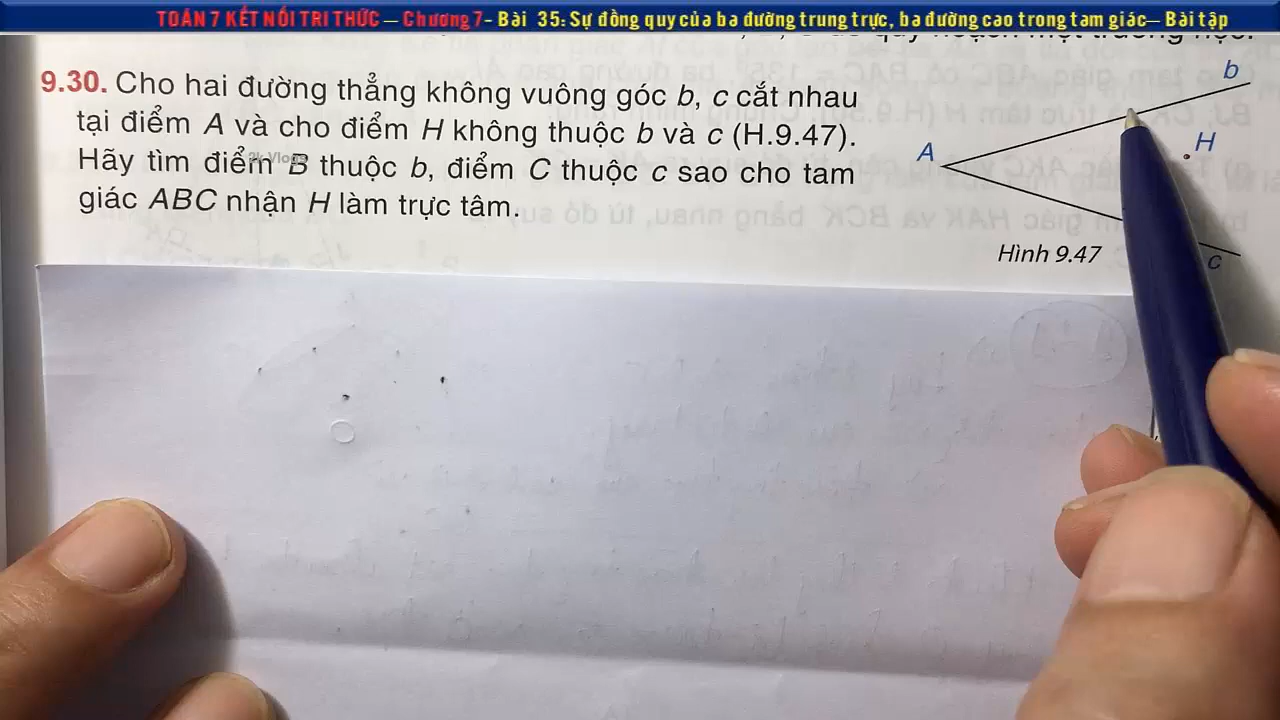 TOÁN 7 KẾT NỐI TRI THỨC – Chương 7- Bài 35: Sự đồng quy của ba đường trung trực, ba đường cao trong tam giác– Bài tập
9.30. Cho hai đường thẳng không vuông góc b, c cắt nhau
tại điểm A và cho điểm H không thuộc b và c (H.9.47).
Hãy tìm điểm B thuộc b, điểm C thuộc c sao cho tam
giác ABC nhận H làm trực tâm.
b
H
A
Hình 9.47
c